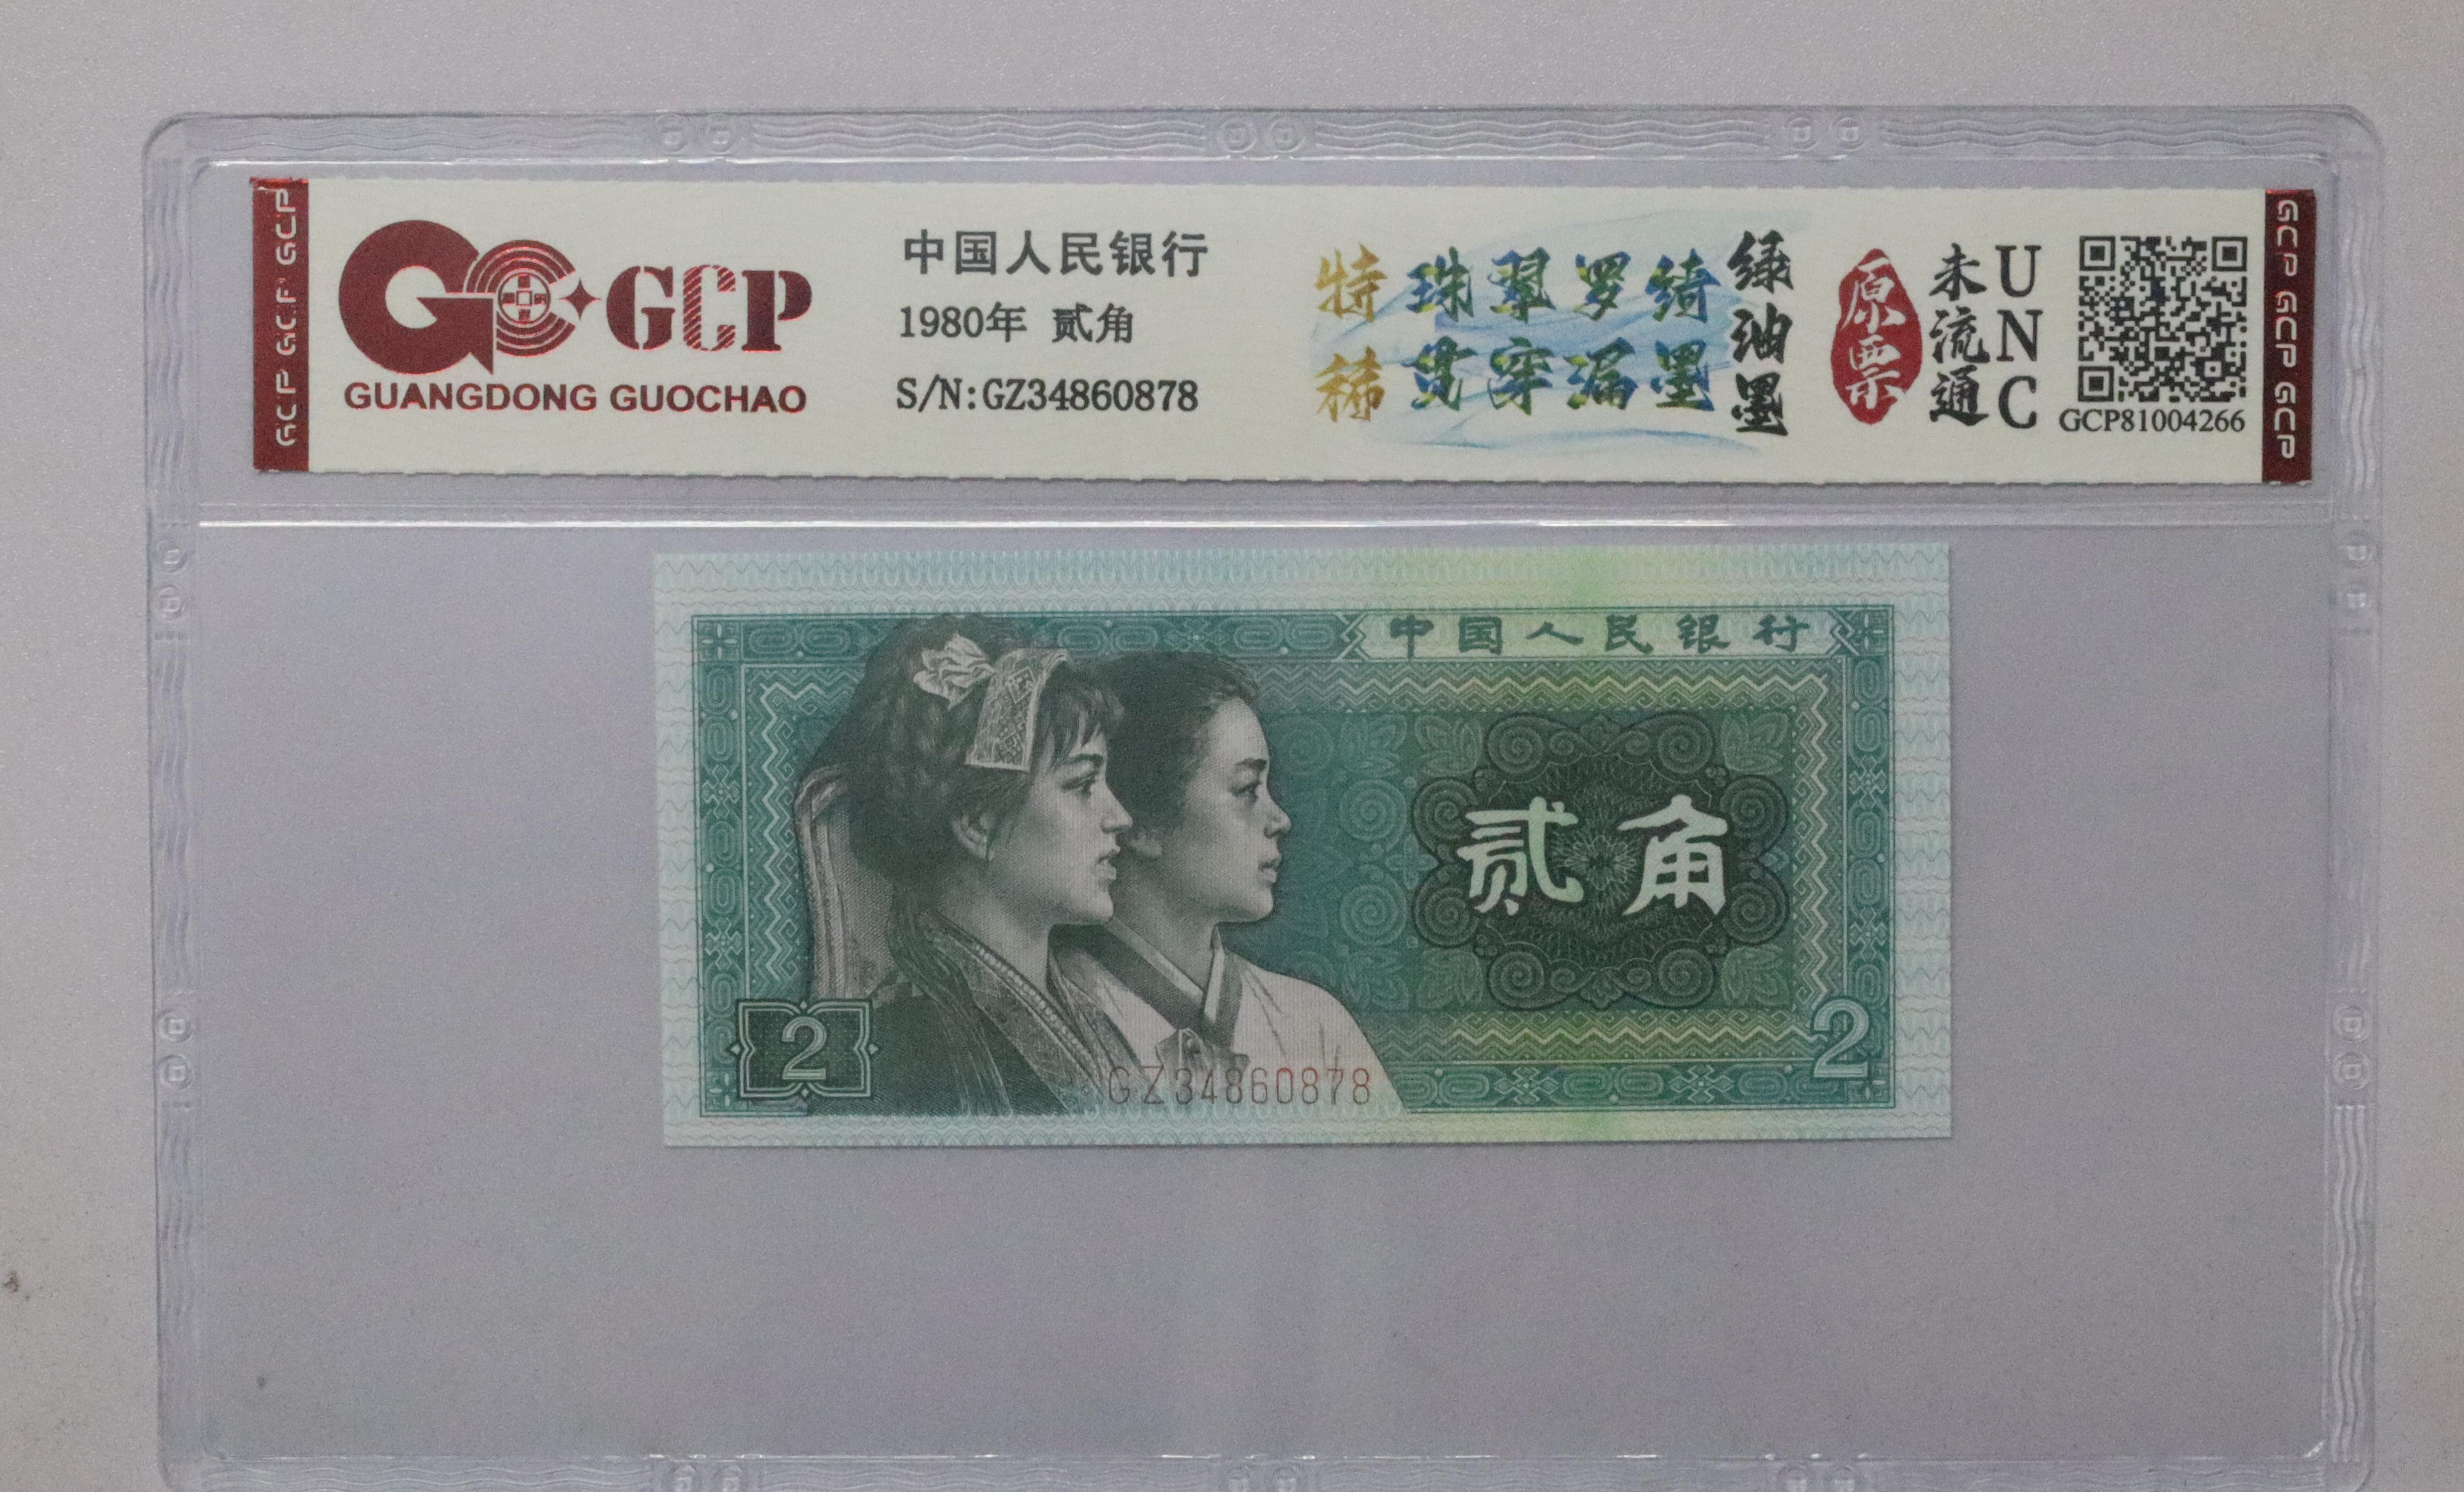 GCP GCP GCP
GCP
GUANGDONG GUOCHAO
中国人民银行
1980年 贰角
S/N:GZ34860878
特稀
珠翠罗绮
贯穿漏墨
绿油墨
原票
未流通
UNC
GCP81004266
GCP GCP GCP
中国人民银行
贰角
2
2
GZ34860878